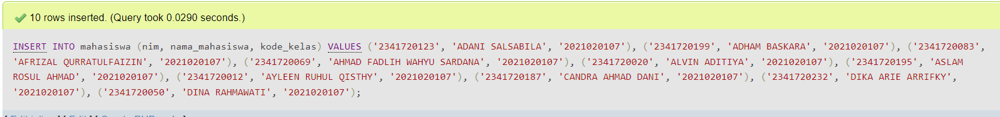 10 rows inserted. (Query took 0.0290 seconds.)
INSERT INTO mahasiswa (nim, nama_mahasiswa, kode_kelas) VALUES ('2341720123', 'ADANI SALSABILA', '2021020107'), ('2341720199', 'ADHAM BASKARA', '2021020107'), ('2341720083',
'AFRIZAL QURRATULFAIZIN', '2021020107'), ('2341720069', 'AHMAD FADLIH WAHYU SARDANA', '2021020107'), ('2341720020', 'ALVIN ADITIYA', '2021020107'), ('2341720195', 'ASLAM
ROSUL AHMAD', '2021020107'), ('2341720012', 'AYLEEN RUHUL QISTHY', '2021020107'), ('2341720187', 'CANDRA AHMAD DANI', '2021020107'), ('2341720232', 'DIKA ARIE ARRIFKY',
'2021020107'), ('2341720050', 'DINA RAHMAWATI', '2021020107');